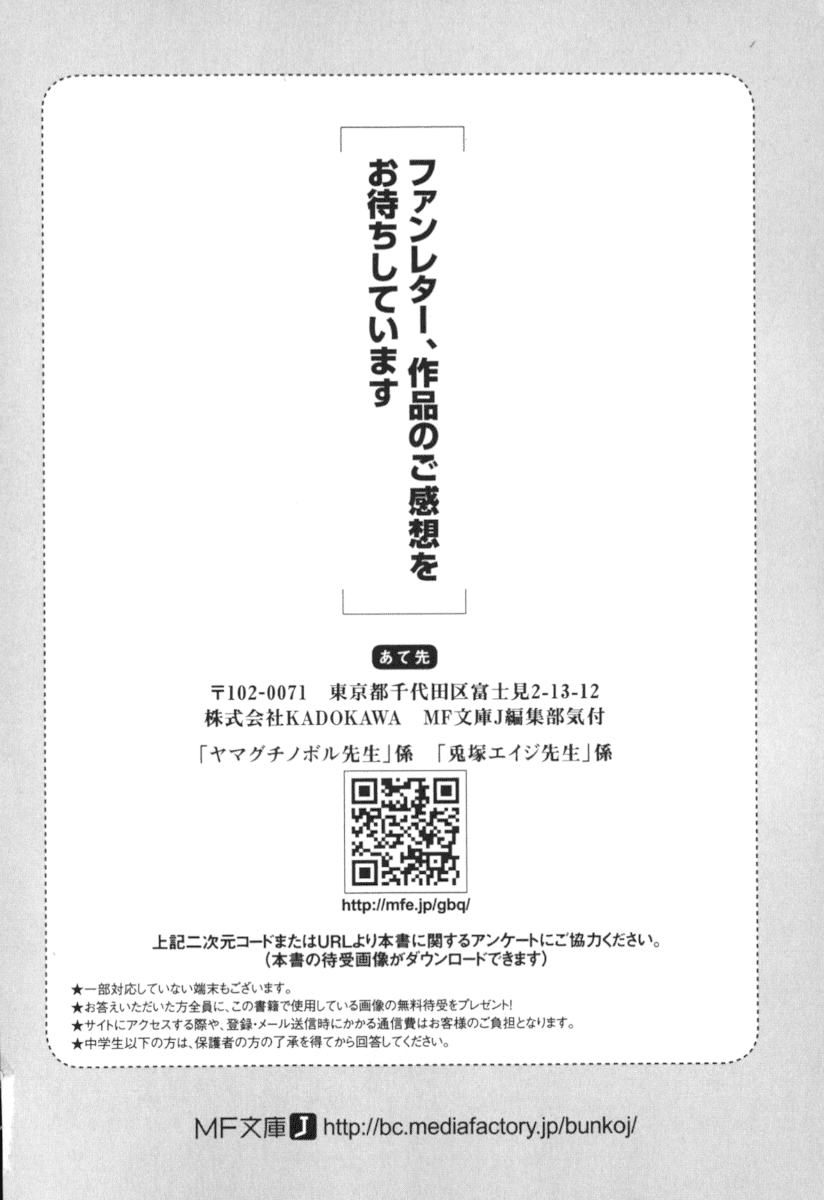 ファンレター、作品のご感想を
お待ちしています
あて先
〒102-0071　東京都千代田区富士見2-13-12
株式会社KADOKAWA　MF文庫J編集部気付
「ヤマグチノボル先生」係　「兎塚エイジ先生」係
http://mfe.jp/gbq/
上記二次元コードまたはURLより本書に関するアンケートにご協力ください。
（本書の待受画像がダウンロードできます）
★一部対応していない端末もございます。
★お答えいただいた方全員に、この書籍で使用している画像の無料待受をプレゼント!
★サイトにアクセスする際や、登録・メール送信時にかかる通信費はお客様のご負担となります。
★中学生以下の方は、保護者の方の了承を得てから回答してください。
MF文庫J http://bc.mediafactory.jp/bunkoj/